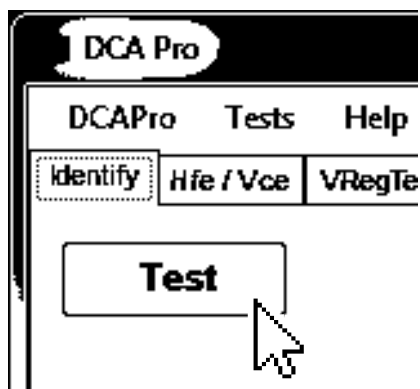 DCA Pro
DCAPro Tests Help
Identify Hfe / Vce VRegTe
Test